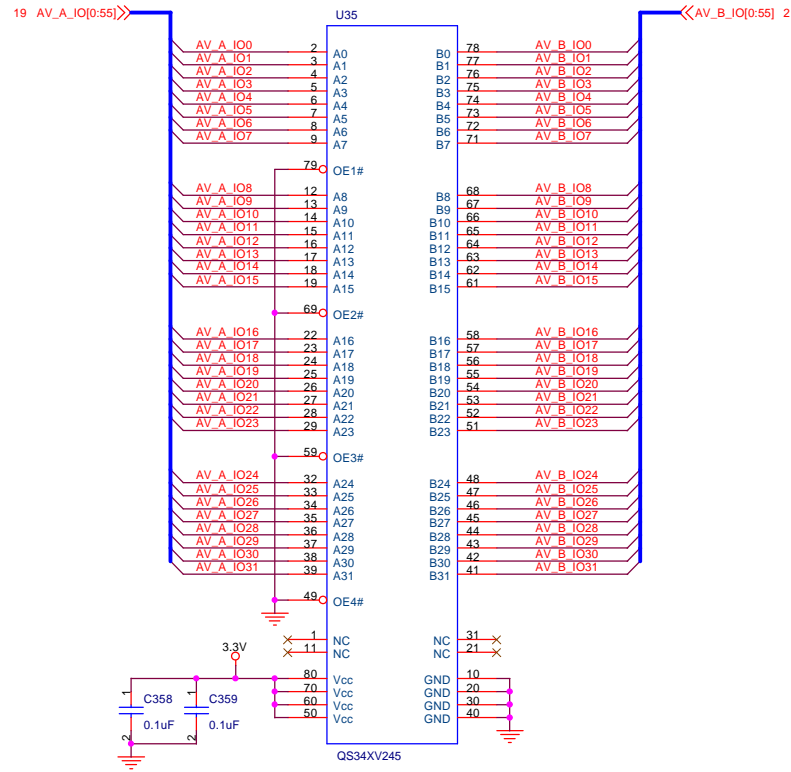 19 AV_A_IO[0:55] U35 AV_B_IO[0:55] 2
AV_A_IO0 2 A0 B0 78 AV_B_IO0
AV_A_IO1 3 A1 B1 77 AV_B_IO1
AV_A_IO2 4 A2 B2 76 AV_B_IO2
AV_A_IO3 5 A3 B3 75 AV_B_IO3
AV_A_IO4 6 A4 B4 74 AV_B_IO4
AV_A_IO5 7 A5 B5 73 AV_B_IO5
AV_A_IO6 8 A6 B6 72 AV_B_IO6
AV_A_IO7 9 A7 B7 71 AV_B_IO7
79 OE1#
AV_A_IO8 12 A8 B8 68 AV_B_IO8
AV_A_IO9 13 A9 B9 67 AV_B_IO9
AV_A_IO10 14 A10 B10 66 AV_B_IO10
AV_A_IO11 15 A11 B11 65 AV_B_IO11
AV_A_IO12 16 A12 B12 64 AV_B_IO12
AV_A_IO13 17 A13 B13 63 AV_B_IO13
AV_A_IO14 18 A14 B14 62 AV_B_IO14
AV_A_IO15 19 A15 B15 61 AV_B_IO15
69 OE2#
AV_A_IO16 22 A16 B16 58 AV_B_IO16
AV_A_IO17 23 A17 B17 57 AV_B_IO17
AV_A_IO18 24 A18 B18 56 AV_B_IO18
AV_A_IO19 25 A19 B19 55 AV_B_IO19
AV_A_IO20 26 A20 B20 54 AV_B_IO20
AV_A_IO21 27 A21 B21 53 AV_B_IO21
AV_A_IO22 28 A22 B22 52 AV_B_IO22
AV_A_IO23 29 A23 B23 51 AV_B_IO23
59 OE3#
AV_A_IO24 32 A24 B24 48 AV_B_IO24
AV_A_IO25 33 A25 B25 47 AV_B_IO25
AV_A_IO26 34 A26 B26 46 AV_B_IO26
AV_A_IO27 35 A27 B27 45 AV_B_IO27
AV_A_IO28 36 A28 B28 44 AV_B_IO28
AV_A_IO29 37 A29 B29 43 AV_B_IO29
AV_A_IO30 38 A30 B30 42 AV_B_IO30
AV_A_IO31 39 A31 B31 41 AV_B_IO31
49 OE4#
1 NC NC 31
11 NC NC 21
3.3V
80 Vcc GND 10
70 Vcc GND 20
60 Vcc GND 30
50 Vcc GND 40
1 C358 1 C359
0.1uF 0.1uF
2 2
QS34XV245